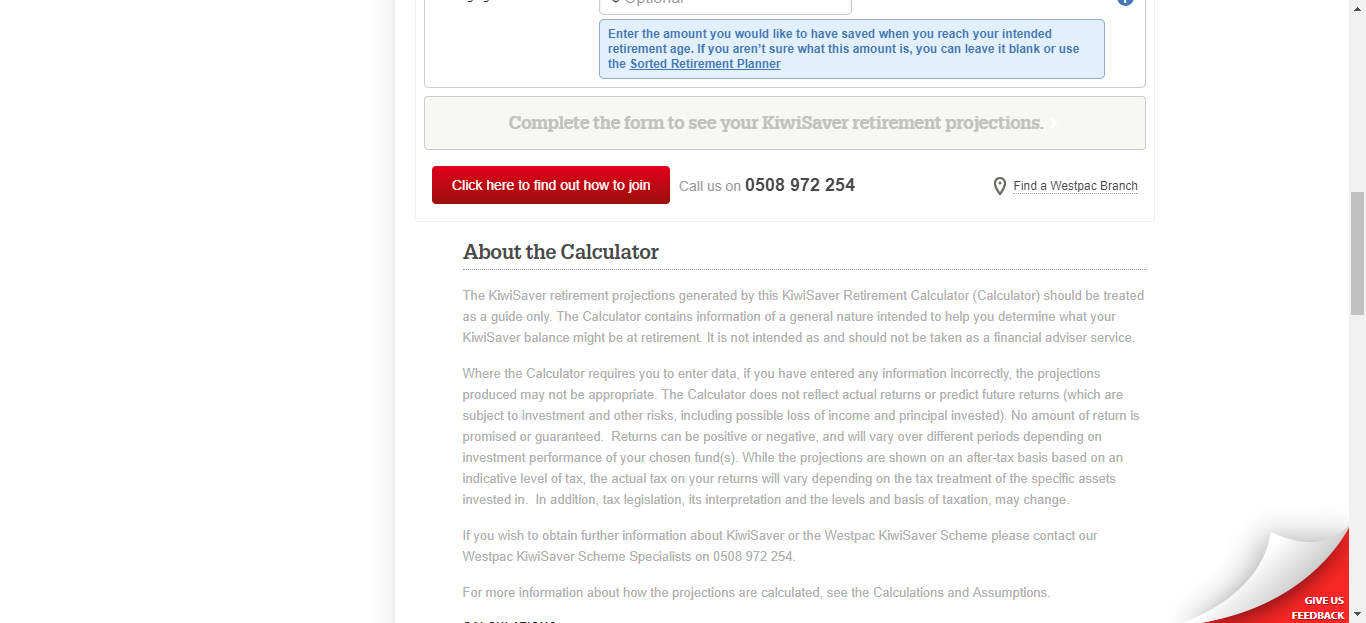 Optional
Enter the amount you would like to have saved when you reach your intended
retirement age. If you aren’t sure what this amount is, you can leave it blank or use
the Sorted Retirement Planner
Complete the form to see your KiwiSaver retirement projections.
Click here to find out how to join
Call us on 0508 972 254
Find a Westpac Branch
About the Calculator
The KiwiSaver retirement projections generated by this KiwiSaver Retirement Calculator (Calculator) should be treated
as a guide only. The Calculator contains information of a general nature intended to help you determine what your
KiwiSaver balance might be at retirement. It is not intended as and should not be taken as a financial adviser service.
Where the Calculator requires you to enter data, if you have entered any information incorrectly, the projections
produced may not be appropriate. The Calculator does not reflect actual returns or predict future returns (which are
subject to investment and other risks, including possible loss of income and principal invested). No amount of return is
promised or guaranteed.  Returns can be positive or negative, and will vary over different periods depending on
investment performance of your chosen fund(s). While the projections are shown on an after-tax basis based on an
indicative level of tax, the actual tax on your returns will vary depending on the tax treatment of the specific assets
invested in.  In addition, tax legislation, its interpretation and the levels and basis of taxation, may change.
If you wish to obtain further information about KiwiSaver or the Westpac KiwiSaver Scheme please contact our
Westpac KiwiSaver Scheme Specialists on 0508 972 254.
For more information about how the projections are calculated, see the Calculations and Assumptions.
CALCULATIONS
GIVE US
FEEDBACK